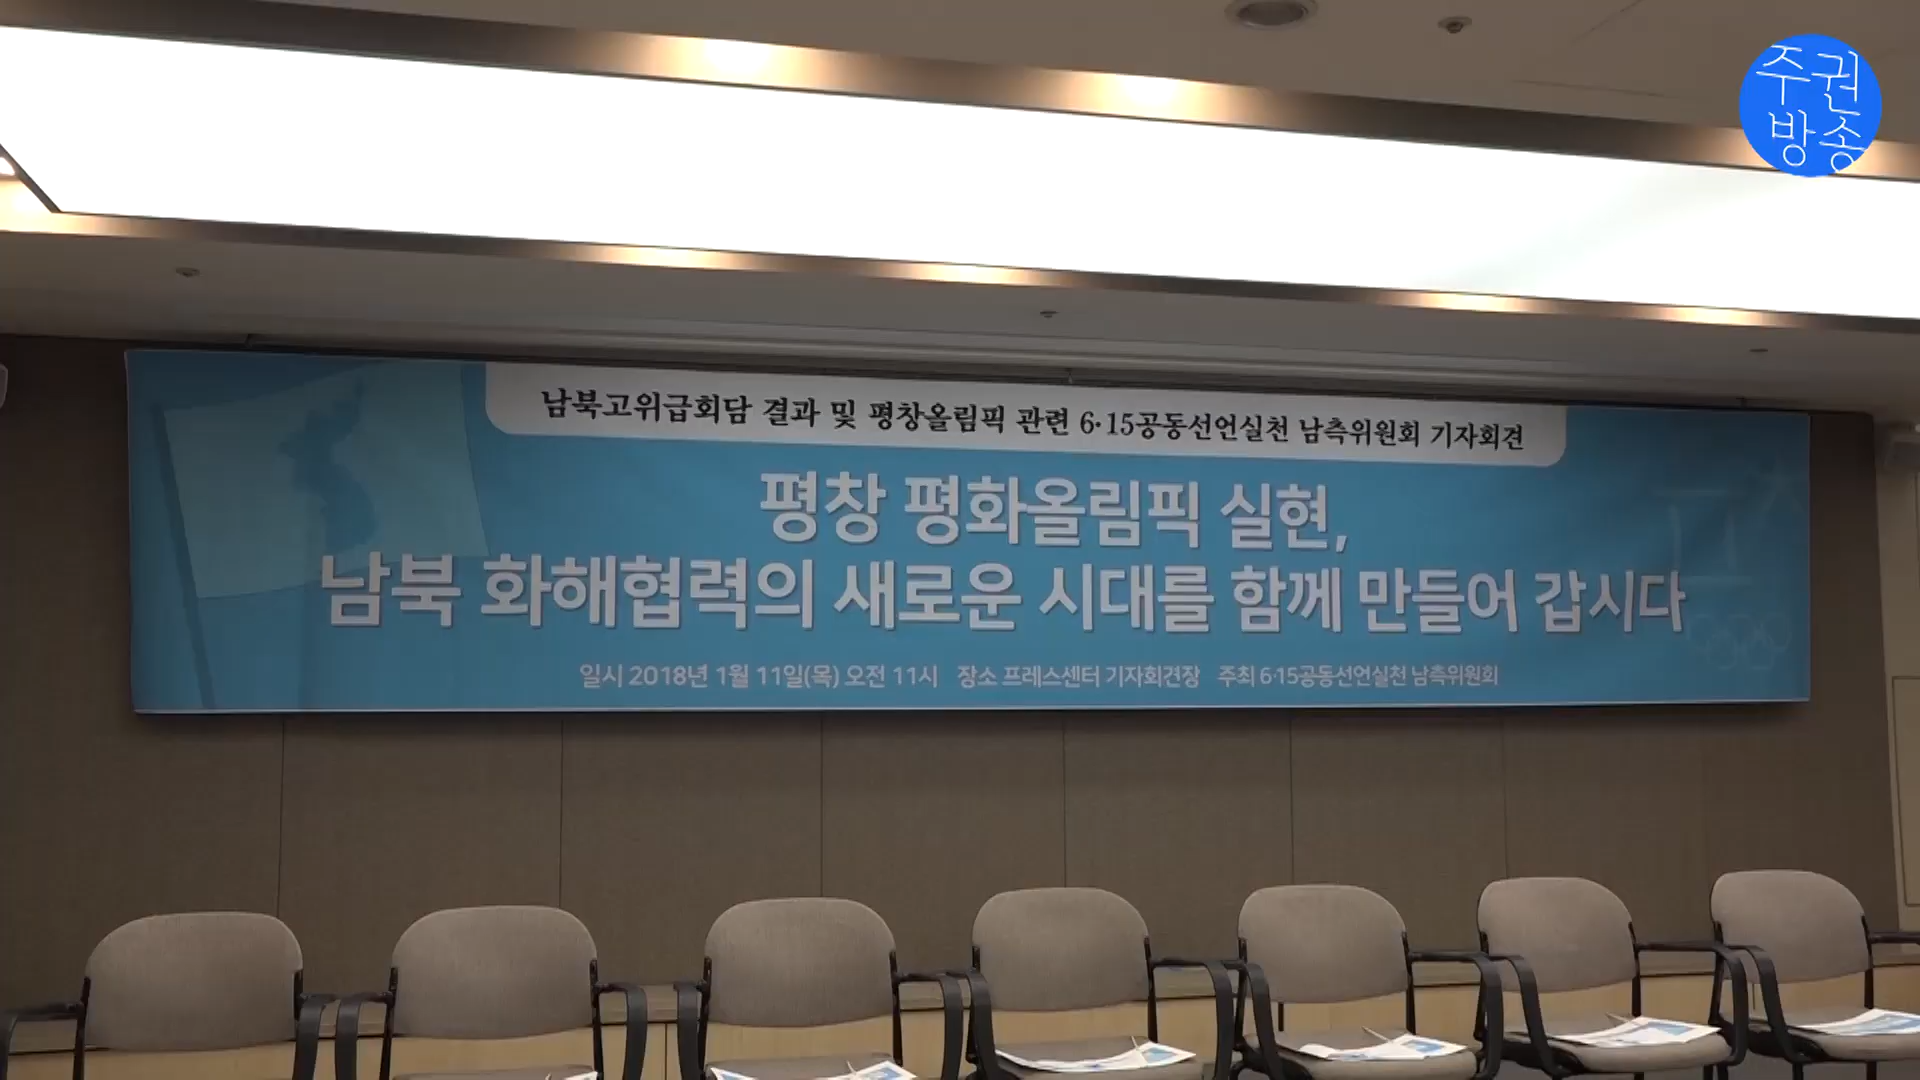 주권
방송
남북고위급회담 결과 및 평창올림픽 관련 6·15공동선언실천 남측위원회 기자회견
평창 평화올림픽 실현,
남북 화해협력의 새로운 시대를 함께 만들어 갑시다
일시 2018년 1월 11일(목) 오전 11시 장소 프레스센터 기자회견장 주최 6·15공동선언실천 남측위원회